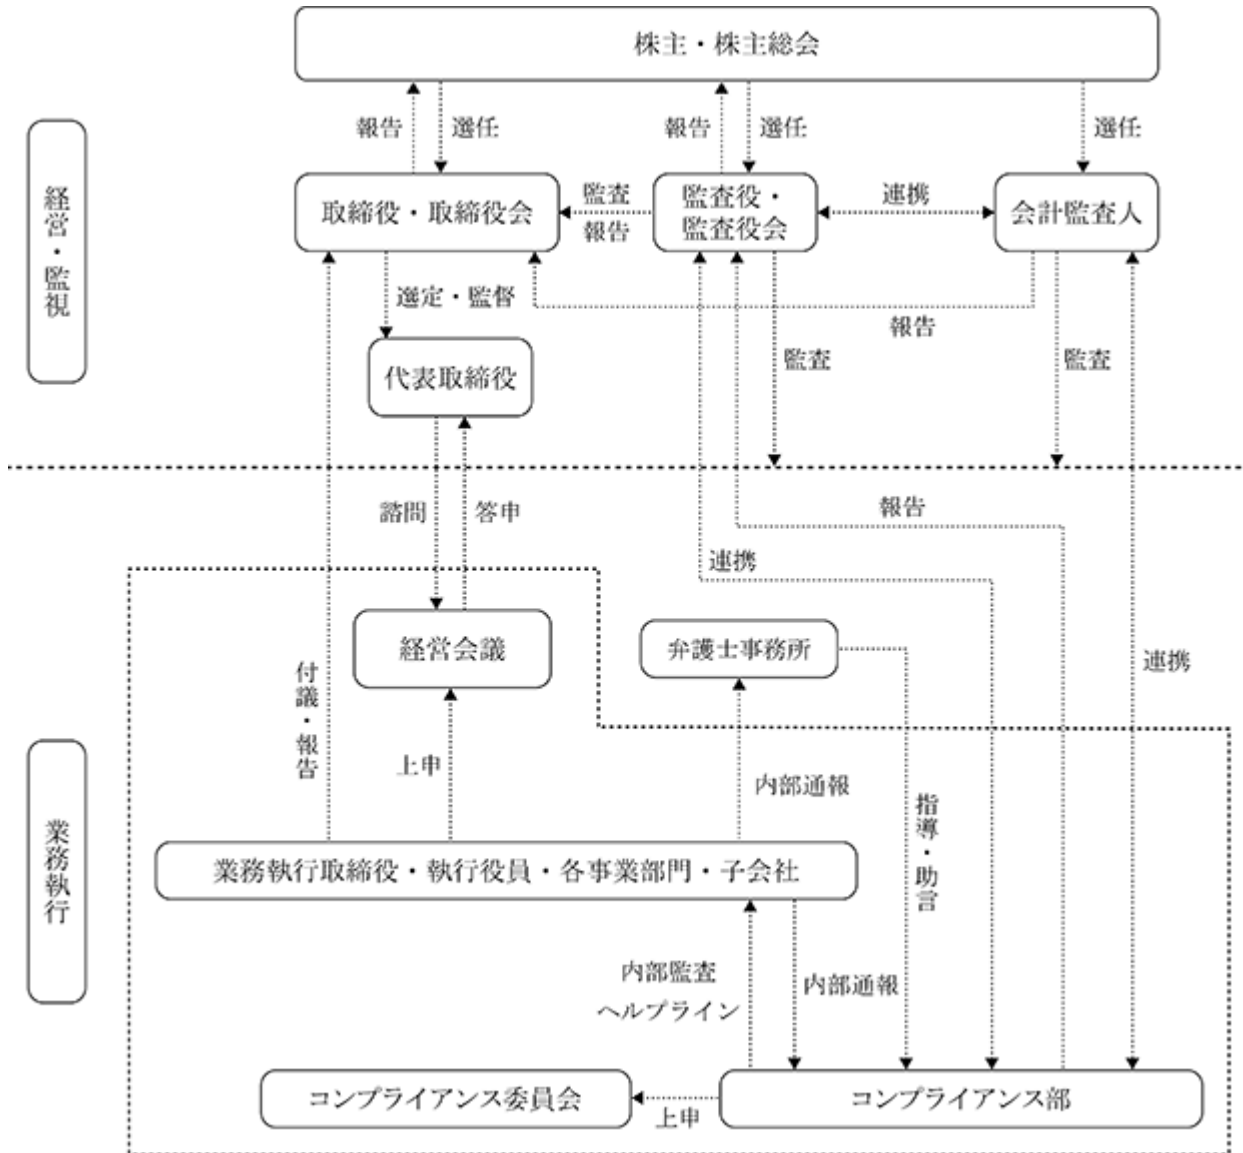 株主・株主総会
報告
選任
報告
選任
選任
経営・監視
取締役・取締役会
監査
報告
監査役・
監査役会
連携
会計監査人
選定・監督
報告
代表取締役
監査
監査
諮問
答申
報告
連携
経営会議
弁護士事務所
連携
付議・報告
上申
内部通報
指導・助言
業務執行
業務執行取締役・執行役員・各事業部門・子会社
内部監査
ヘルプライン
内部通報
コンプライアンス委員会
上申
コンプライアンス部